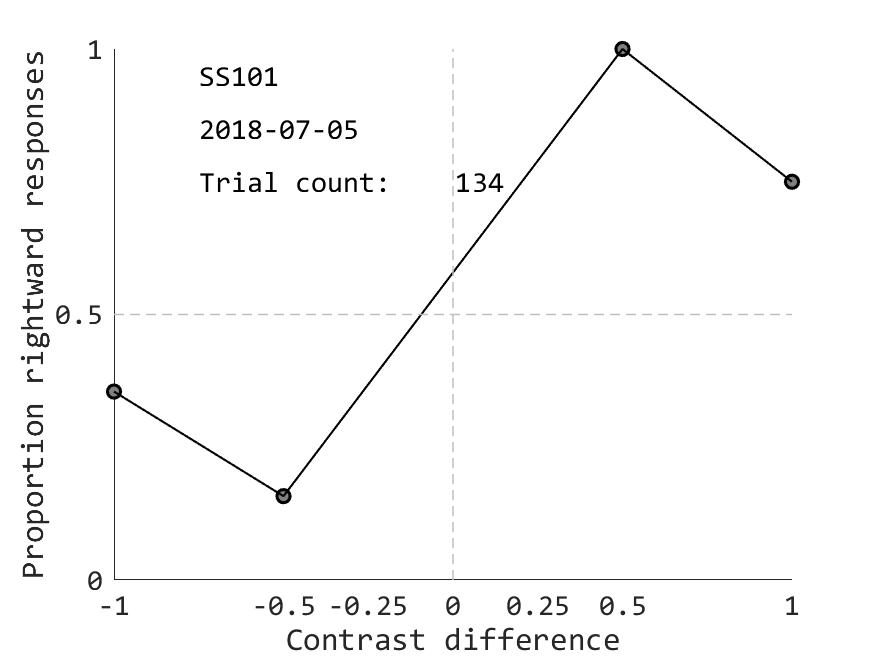 1
SS101
2018-07-05
Trial count: 134
Proportion rightward responses
0.5
0
-1 -0.5 -0.25 0 0.25 0.5 1
Contrast difference